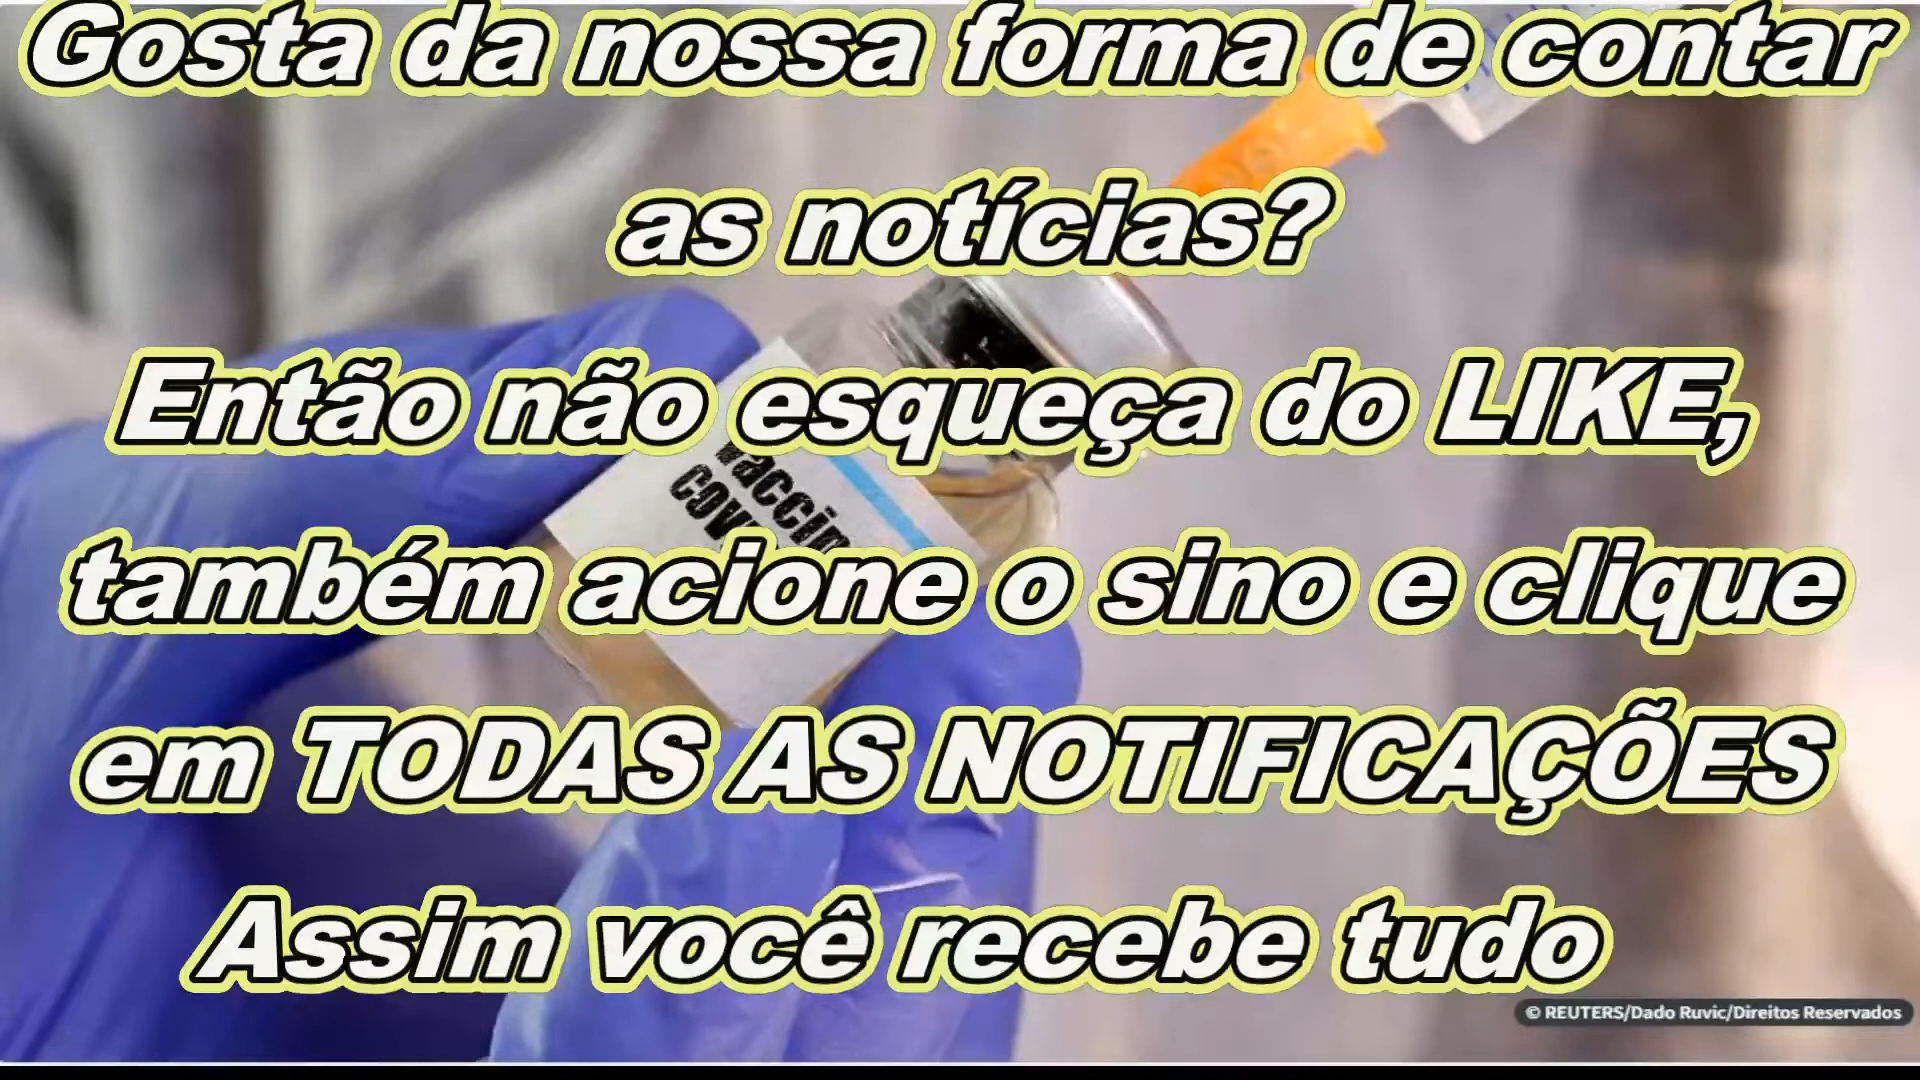 Gosta da nossa forma de contar
as notícias?
Então não esqueça do LIKE,
também acione o sino e clique
em TODAS AS NOTIFICAÇÕES
Assim você recebe tudo
© REUTERS/Dado Ruvic/Direitos Reservados